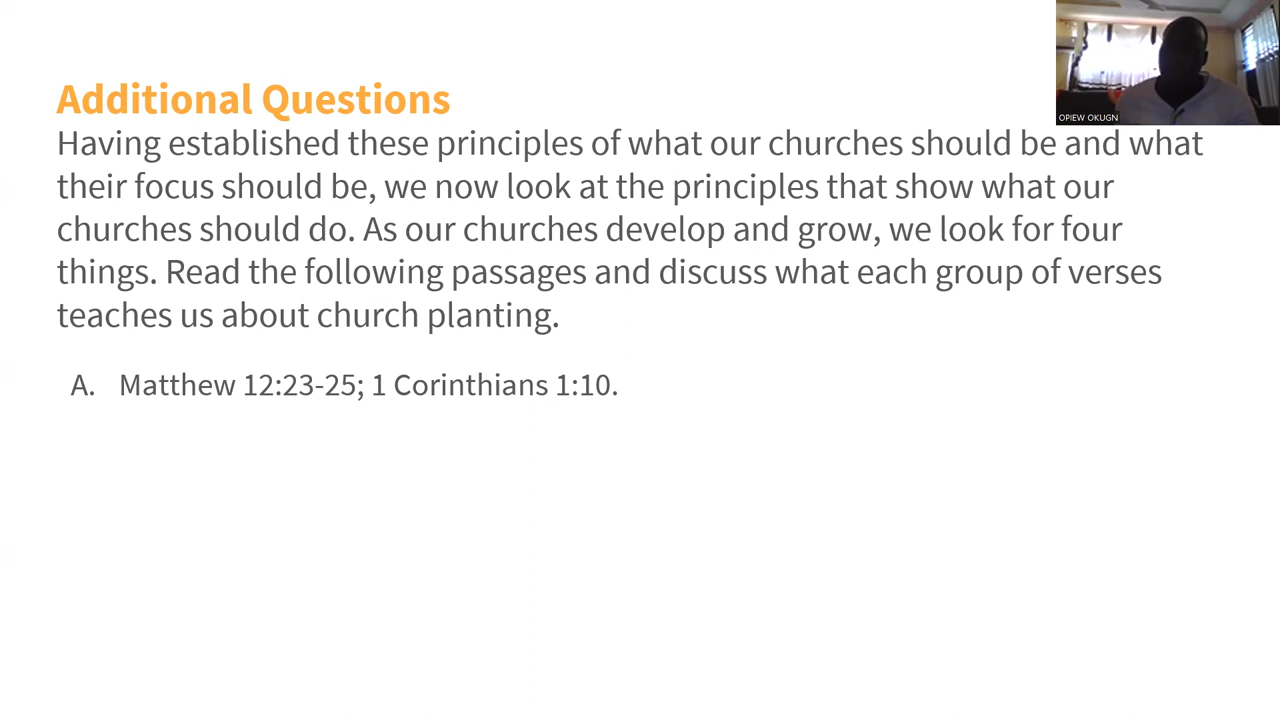 Additional Questions
Having established these principles of what our churches should be and what
their focus should be, we now look at the principles that show what our
churches should do. As our churches develop and grow, we look for four
things. Read the following passages and discuss what each group of verses
teaches us about church planting.
A. Matthew 12:23-25; 1 Corinthians 1:10.
OPIEW OKUGN